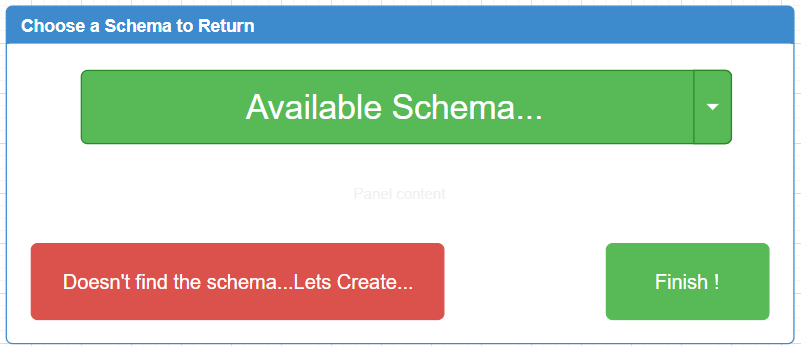 Choose a Schema to Return
Available Schema...
Panel content
Doesn't find the schema...Lets Create...
Finish !